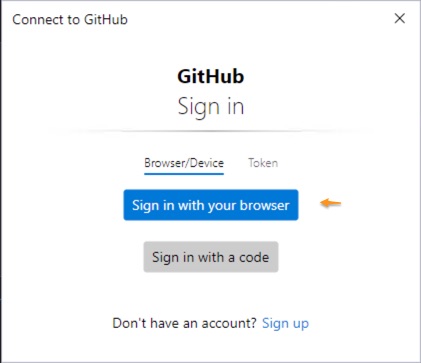 Connect to GitHub
GitHub
Sign in
Browser/Device Token
Sign in with your browser
Sign in with a code
Don't have an account? Sign up